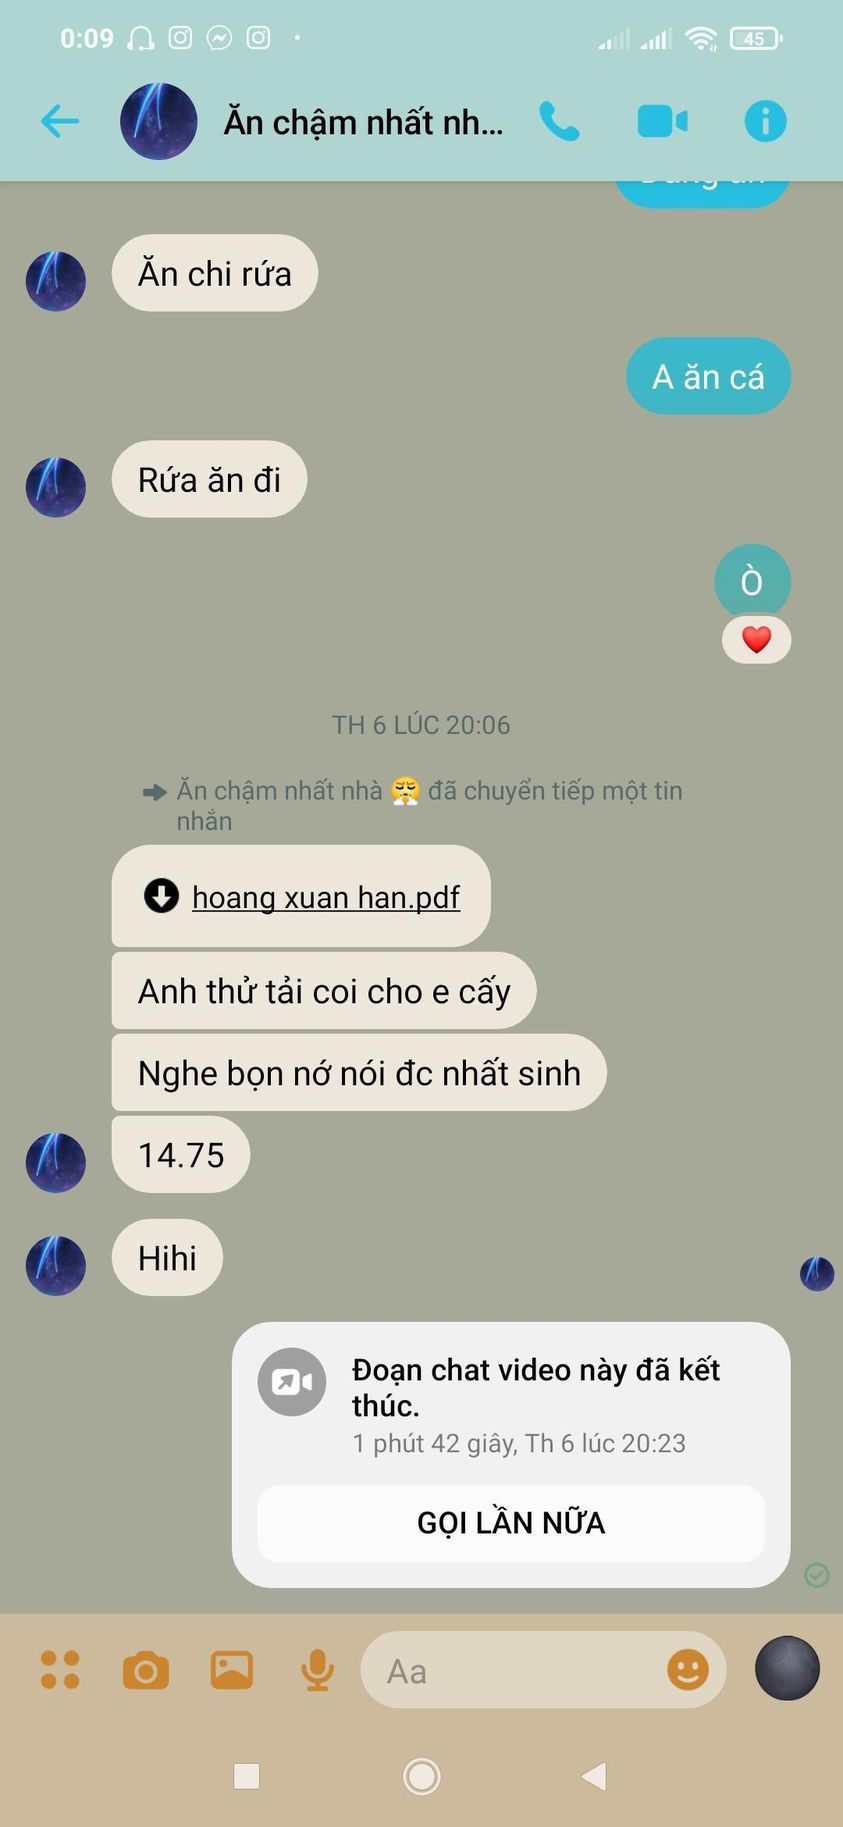 0:09
45
Ăn chậm nhất nh...
Ăn chi rứa
A ăn cá
Rứa ăn đi
Ò
TH 6 LÚC 20:06
Ăn chậm nhất nhà 😤 đã chuyển tiếp một tin
nhắn
hoang xuan han.pdf
Anh thử tải coi cho e cấy
Nghe bọn nớ nói đc nhất sinh
14.75
Hihi
Đoạn chat video này đã kết
thúc.
1 phút 42 giây, Th 6 lúc 20:23
GỌI LẦN NỮA
Aa